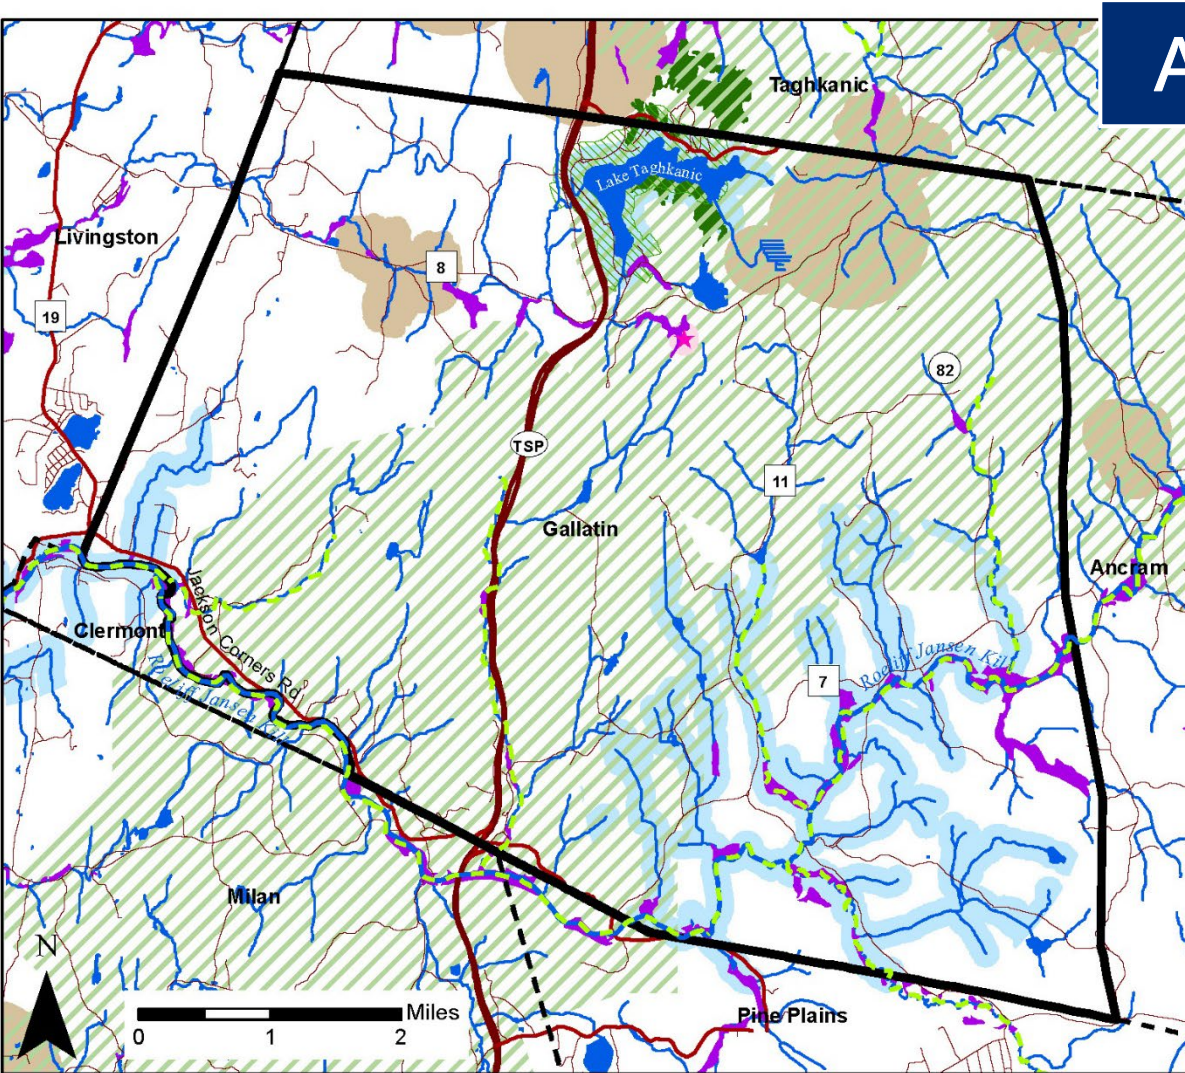 A
Taghkanic
Lake Taghkanic
Livingston
8
19
82
TSP
11
Gallatin
Ancram
Jackson Corners Rd
Clermont
Roeliff Jansen Kill
7
Roeliff Jansen Kill
Milan
N
Miles
0 1 2
Pine Plains